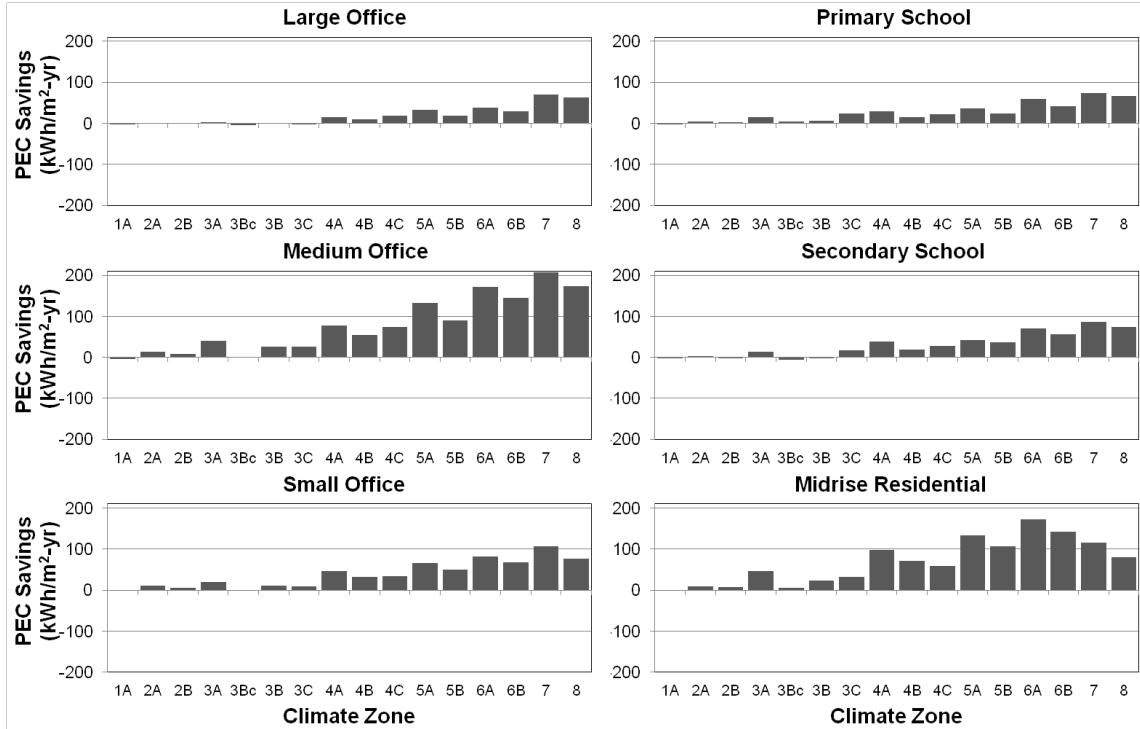 Large Office
PEC Savings
(kWh/m²-yr)
200
100
0
-100
-200
1A 2A 2B 3A 3Bc 3B 3C 4A 4B 4C 5A 5B 6A 6B 7 8
Primary School
200
100
0
-100
-200
1A 2A 2B 3A 3Bc 3B 3C 4A 4B 4C 5A 5B 6A 6B 7 8
Medium Office
PEC Savings
(kWh/m²-yr)
200
100
0
-100
-200
1A 2A 2B 3A 3Bc 3B 3C 4A 4B 4C 5A 5B 6A 6B 7 8
Secondary School
200
100
0
-100
-200
1A 2A 2B 3A 3Bc 3B 3C 4A 4B 4C 5A 5B 6A 6B 7 8
Small Office
PEC Savings
(kWh/m²-yr)
200
100
0
-100
-200
1A 2A 2B 3A 3Bc 3B 3C 4A 4B 4C 5A 5B 6A 6B 7 8
Climate Zone
Midrise Residential
200
100
0
-100
-200
1A 2A 2B 3A 3Bc 3B 3C 4A 4B 4C 5A 5B 6A 6B 7 8
Climate Zone